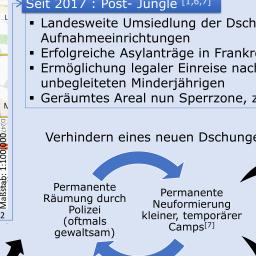 Seit 2017 : Post- Jungle [1,6,7]
▪ Landesweite Umsiedlung der Dsch
Aufnahmeeinrichtungen
▪ Erfolgreiche Asylanträge in Frankr
▪ Ermöglichung legaler Einreise nach
unbegleiteten Minderjährigen
▪ Geräumtes Areal nun Sperrzone, z
Verhindern eines neuen Dschunge
Permanente
Räumung durch
Polizei
(oftmals
gewaltsam)
Permanente
Neuformierung
kleiner, temporärer
Camps[7]
Maßstab: 1:100.000